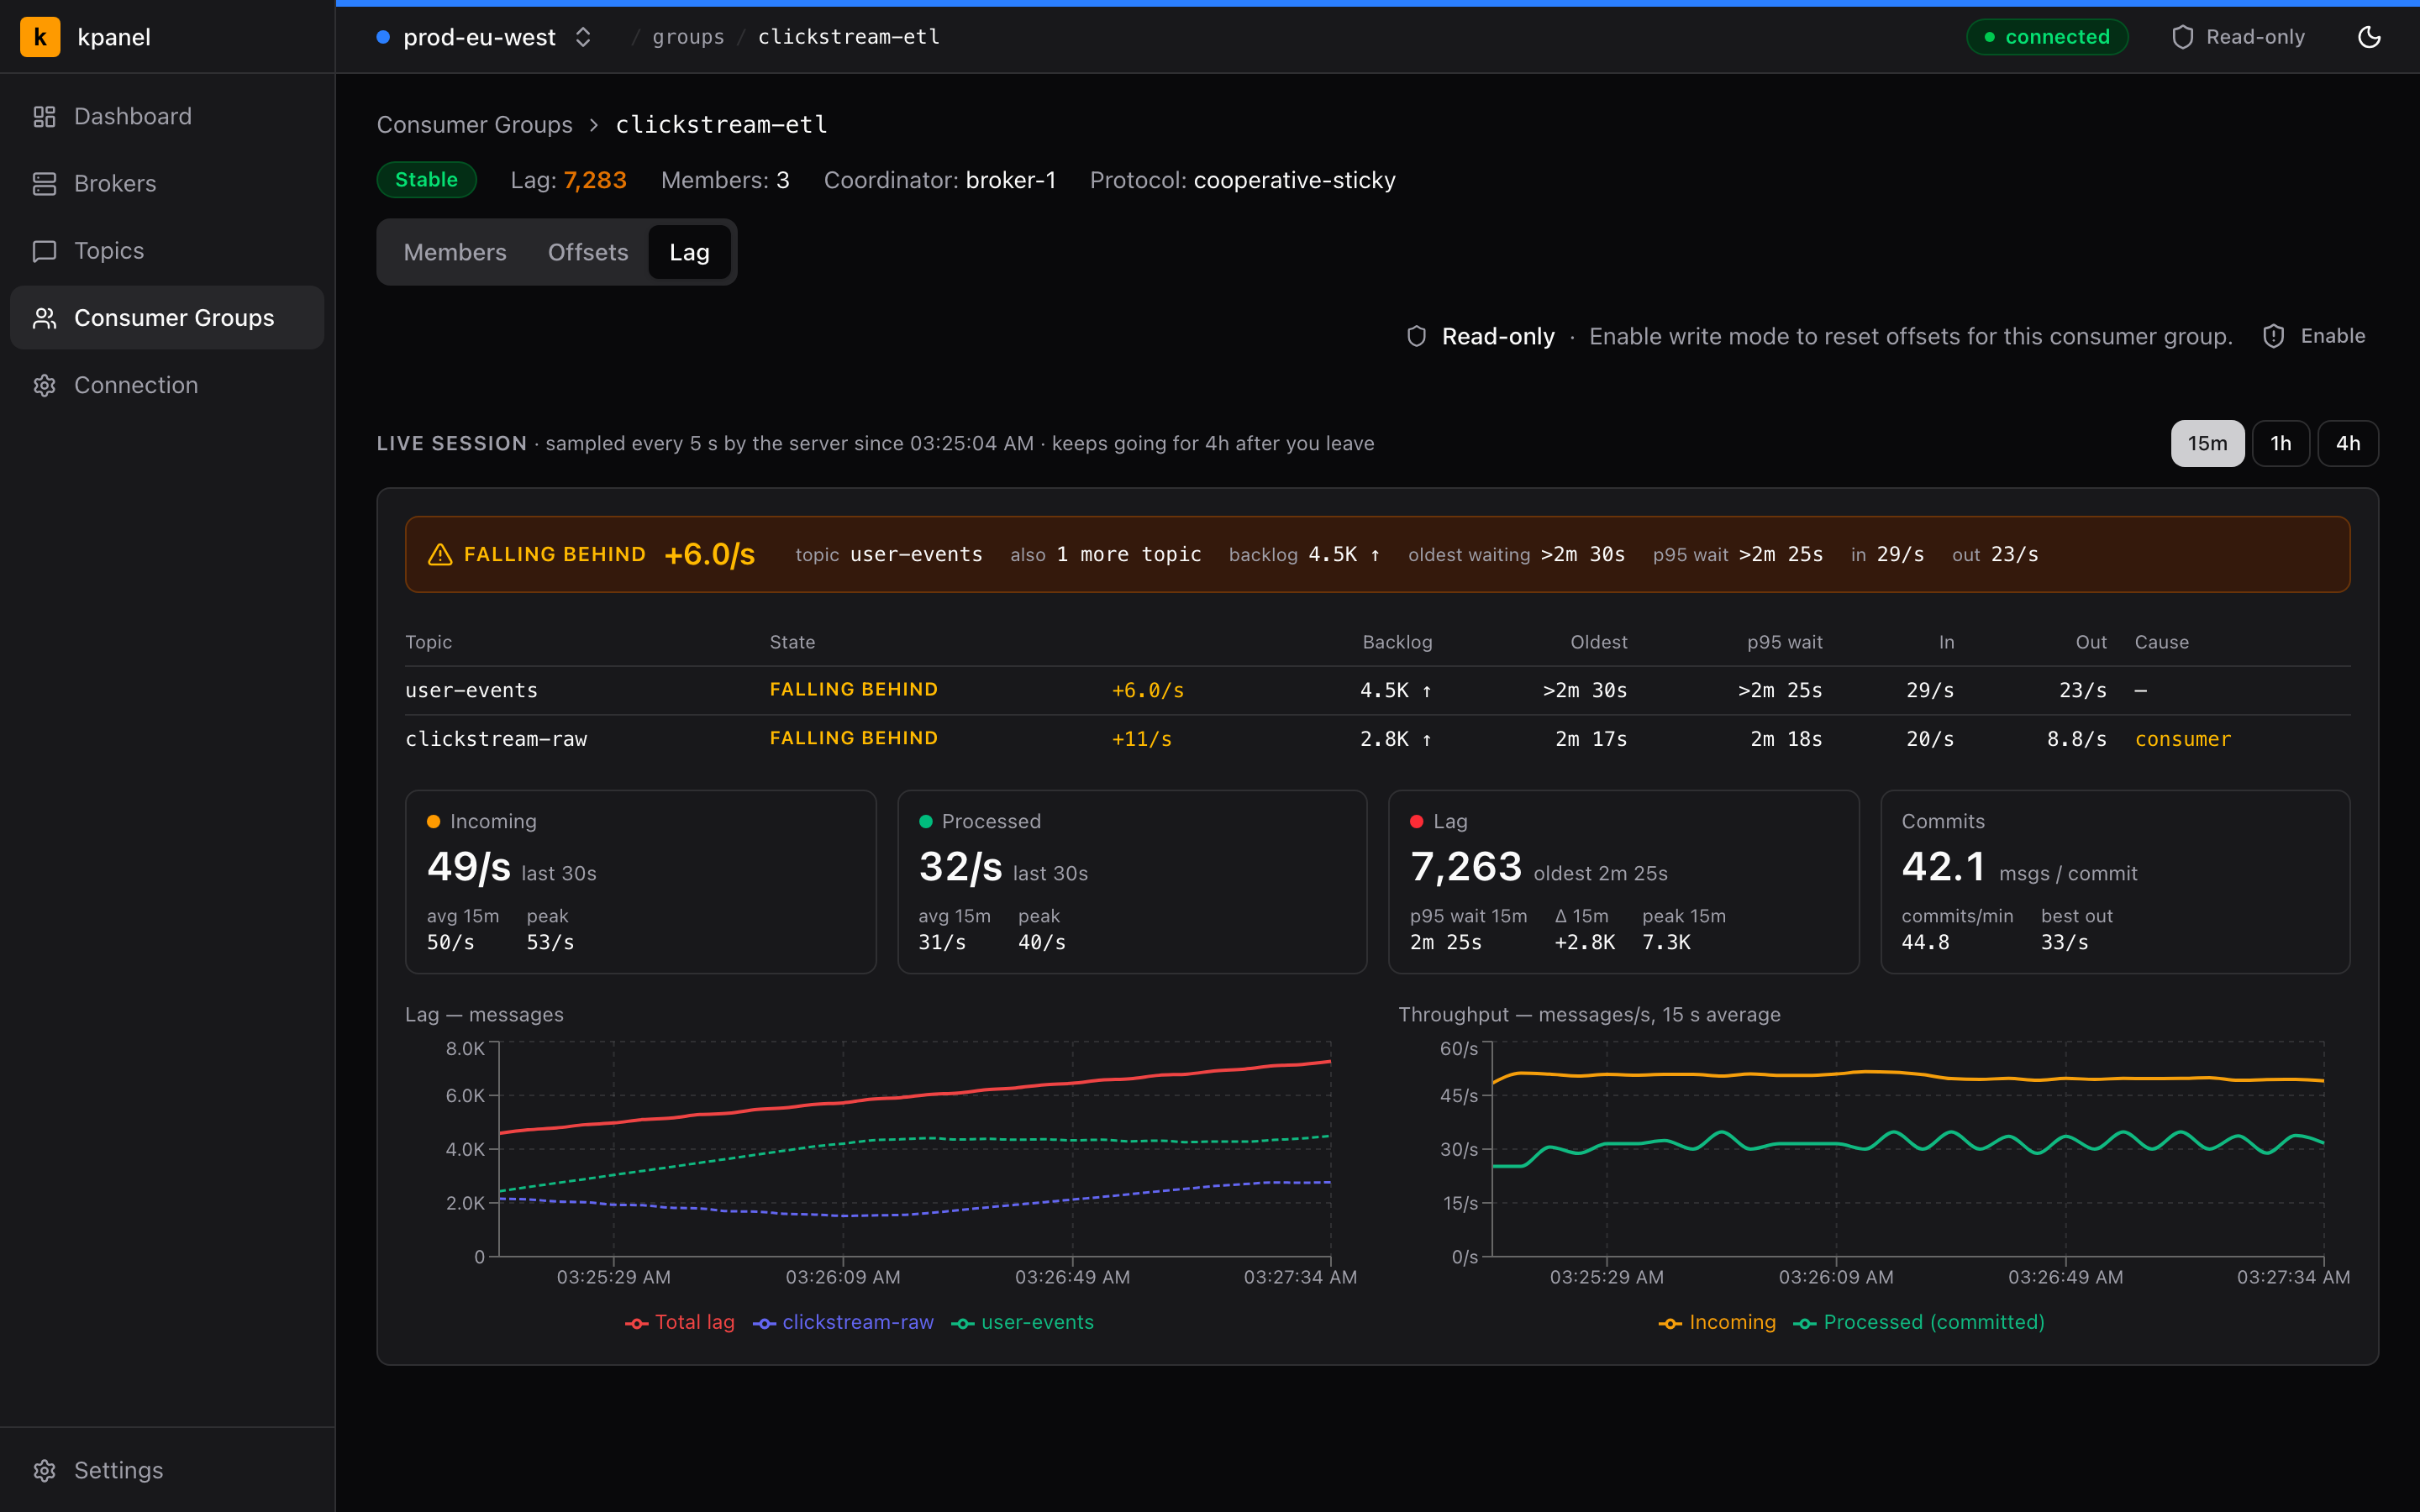 k kpanel
prod-eu-west / groups / clickstream-etl
connected
Read-only
Dashboard
Brokers
Topics
Consumer Groups
Connection
Settings
Consumer Groups > clickstream-etl
Stable Lag: 7,283 Members: 3 Coordinator: broker-1 Protocol: cooperative-sticky
Members Offsets Lag
Read-only · Enable write mode to reset offsets for this consumer group. Enable
LIVE SESSION · sampled every 5 s by the server since 03:25:04 AM · keeps going for 4h after you leave
15m 1h 4h
FALLING BEHIND +6.0/s topic user-events also 1 more topic backlog 4.5K ↑ oldest waiting >2m 30s p95 wait >2m 25s in 29/s out 23/s
Topic State Backlog Oldest p95 wait In Out Cause
user-events FALLING BEHIND +6.0/s 4.5K ↑ >2m 30s >2m 25s 29/s 23/s —
clickstream-raw FALLING BEHIND +11/s 2.8K ↑ 2m 17s 2m 18s 20/s 8.8/s consumer
Incoming
49/s last 30s
avg 15m peak
50/s 53/s
Processed
32/s last 30s
avg 15m peak
31/s 40/s
Lag
7,263 oldest 2m 25s
p95 wait 15m Δ 15m peak 15m
2m 25s +2.8K 7.3K
Commits
42.1 msgs / commit
commits/min best out
44.8 33/s
Lag — messages
8.0K
6.0K
4.0K
2.0K
0
03:25:29 AM 03:26:09 AM 03:26:49 AM 03:27:34 AM
Total lag clickstream-raw user-events
Throughput — messages/s, 15 s average
60/s
45/s
30/s
15/s
0/s
03:25:29 AM 03:26:09 AM 03:26:49 AM 03:27:34 AM
Incoming Processed (committed)